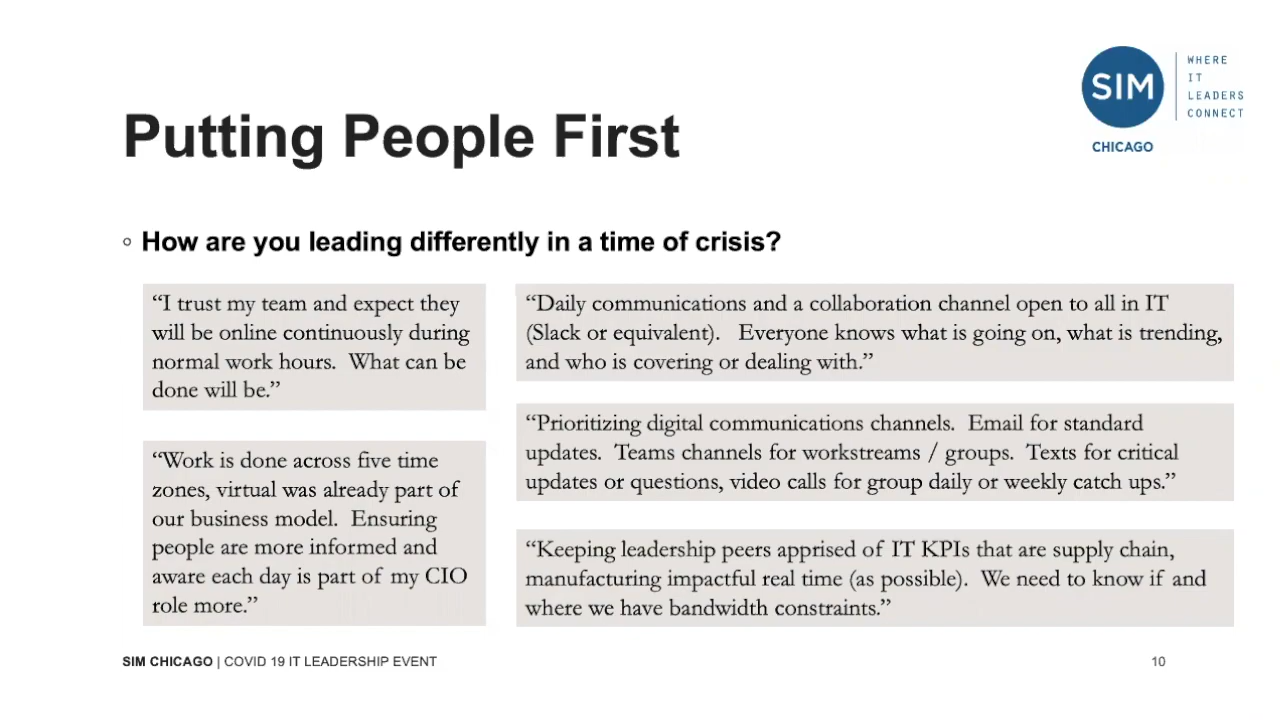 SIM
CHICAGO
WHERE
IT
LEADERS
CONNECT
Putting People First
◦ How are you leading differently in a time of crisis?
“I trust my team and expect they
will be online continuously during
normal work hours.  What can be
done will be.”
“Work is done across five time
zones, virtual was already part of
our business model.  Ensuring
people are more informed and
aware each day is part of my CIO
role more.”
“Daily communications and a collaboration channel open to all in IT
(Slack or equivalent).   Everyone knows what is going on, what is trending,
and who is covering or dealing with.”
“Prioritizing digital communications channels.  Email for standard
updates.  Teams channels for workstreams / groups.  Texts for critical
updates or questions, video calls for group daily or weekly catch ups.”
“Keeping leadership peers apprised of IT KPIs that are supply chain,
manufacturing impactful real time (as possible).  We need to know if and
where we have bandwidth constraints.”
SIM CHICAGO | COVID 19 IT LEADERSHIP EVENT
10